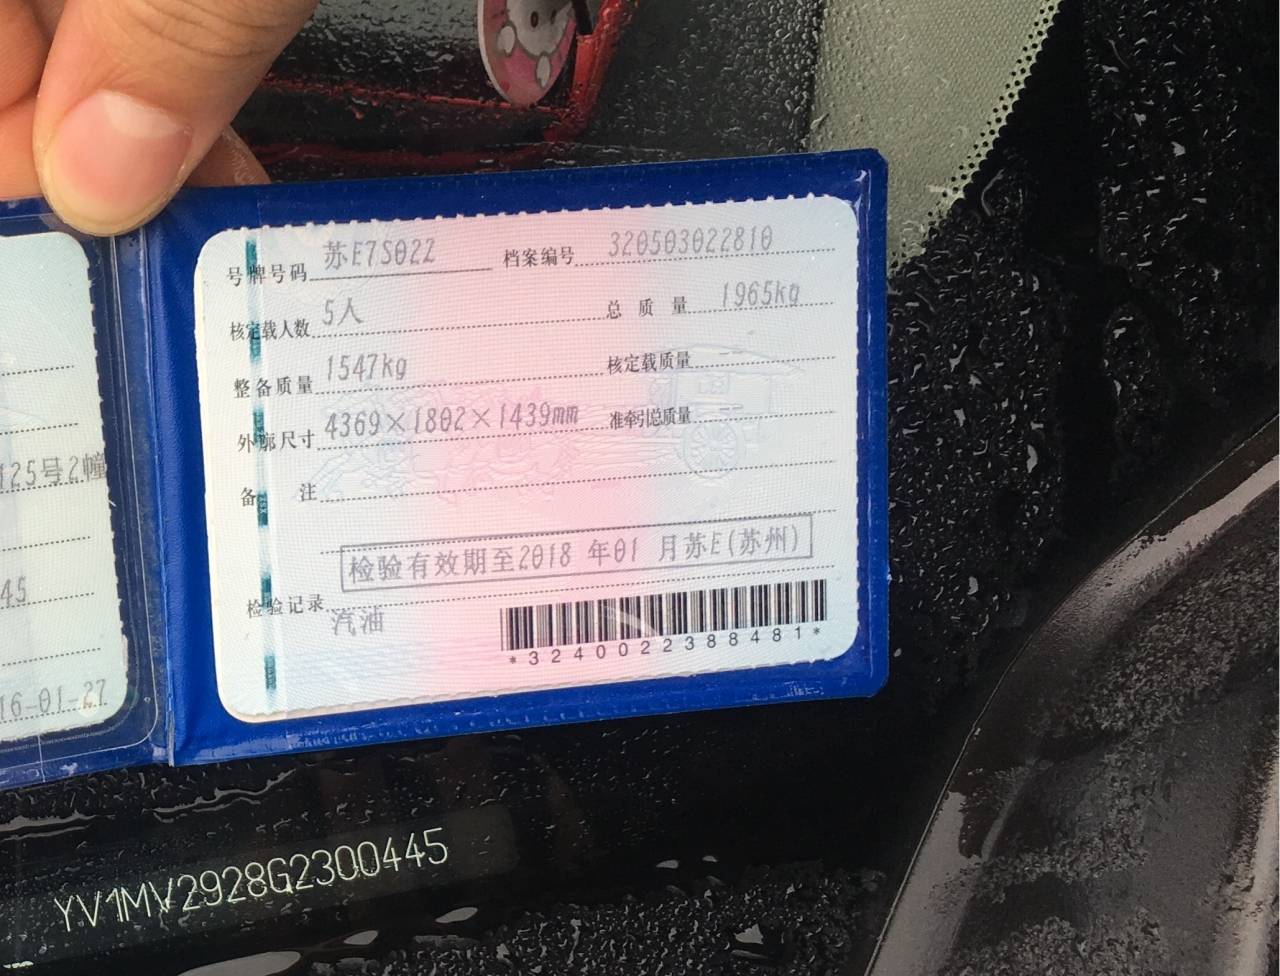 号牌号码 苏E7S022 档案编号 320503022810
核定载人数 5人 总质量 1965kg
整备质量 1547kg 核定载质量 --
外廓尺寸 4369×1802×1439mm 准牵引总质量 --
备注
检验有效期至2018 年01 月苏E(苏州)
检验记录
汽油
*3240022388481*
125号2幢
45
16-01-27
YV1MV2928G2300445